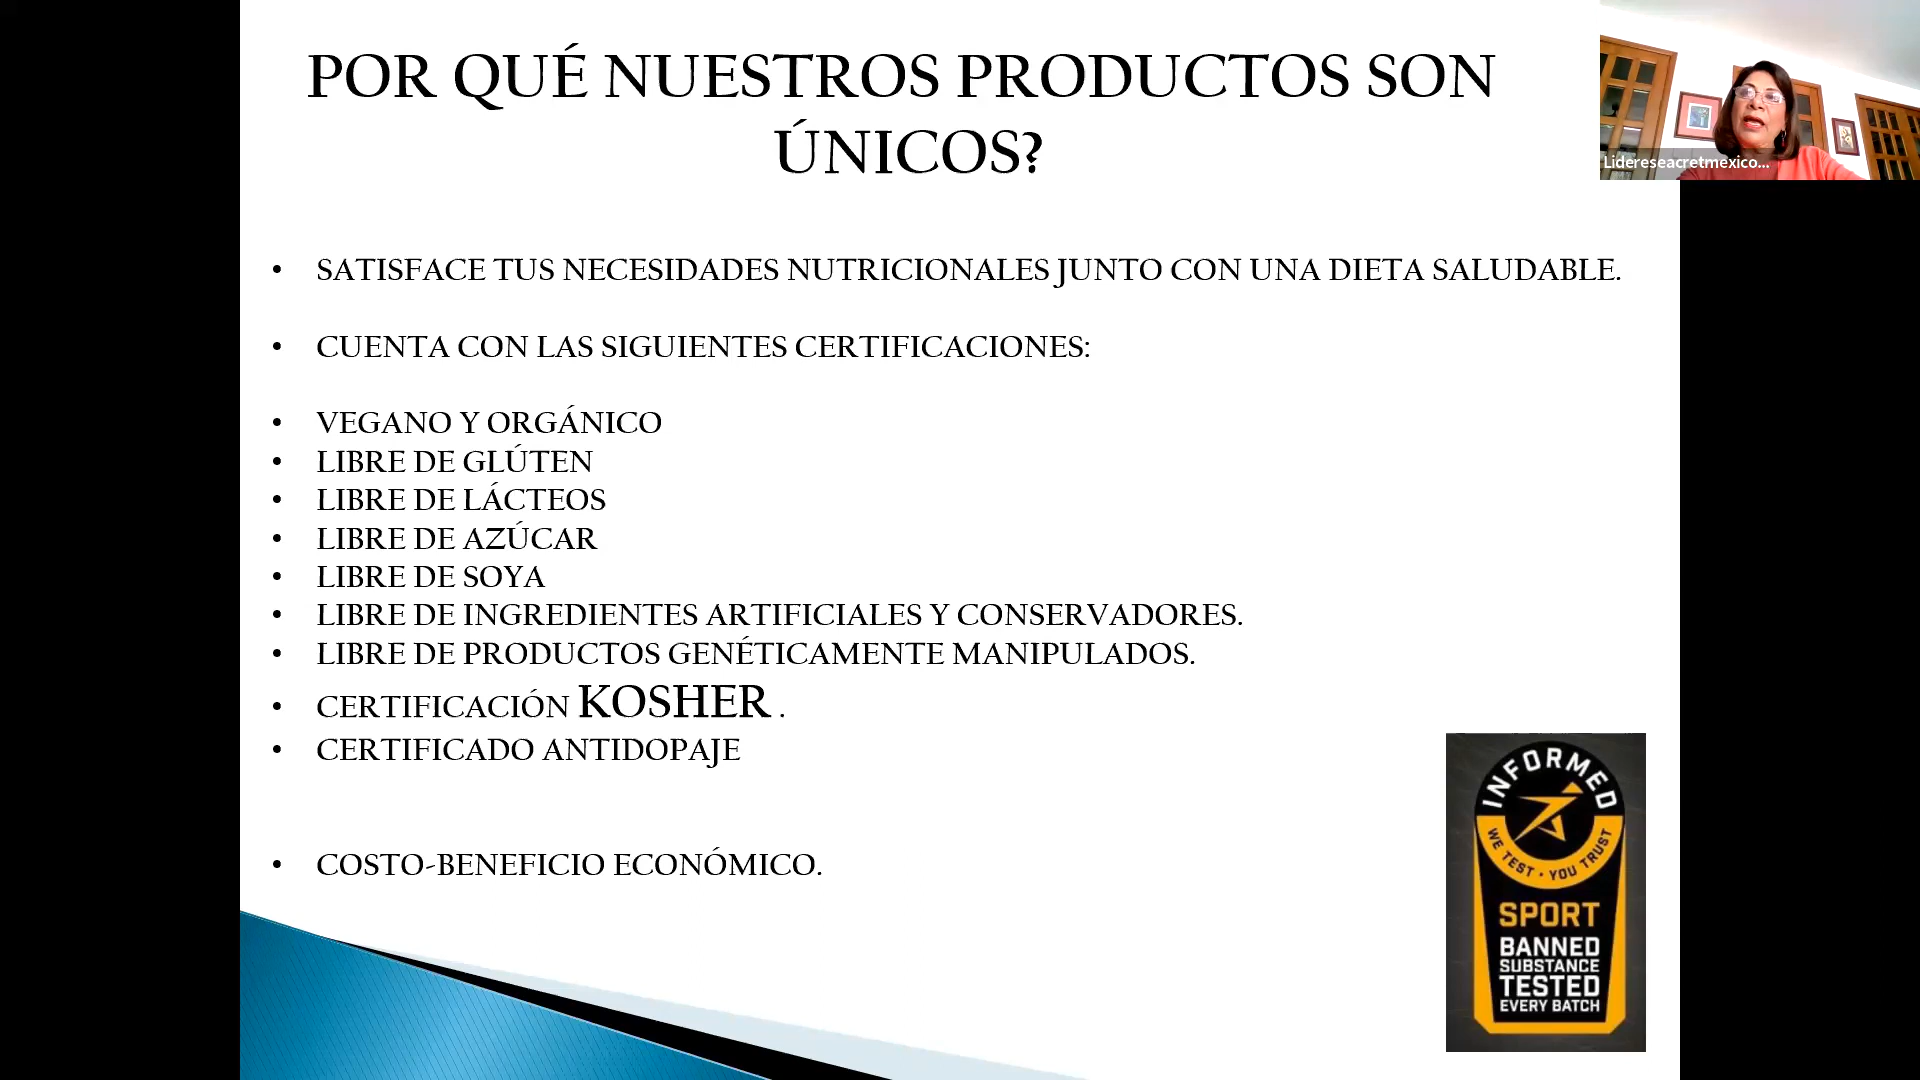 POR QUÉ NUESTROS PRODUCTOS SON
ÚNICOS?
Lidereseacretmexico...
• SATISFACE TUS NECESIDADES NUTRICIONALES JUNTO CON UNA DIETA SALUDABLE.
• CUENTA CON LAS SIGUIENTES CERTIFICACIONES:
• VEGANO Y ORGÁNICO
• LIBRE DE GLÚTEN
• LIBRE DE LÁCTEOS
• LIBRE DE AZÚCAR
• LIBRE DE SOYA
• LIBRE DE INGREDIENTES ARTIFICIALES Y CONSERVADORES.
• LIBRE DE PRODUCTOS GENÉTICAMENTE MANIPULADOS.
• CERTIFICACIÓN KOSHER .
• CERTIFICADO ANTIDOPAJE
• COSTO-BENEFICIO ECONÓMICO.
INFORMED
WE TEST • YOU TRUST
SPORT
BANNED
SUBSTANCE
TESTED
EVERY BATCH